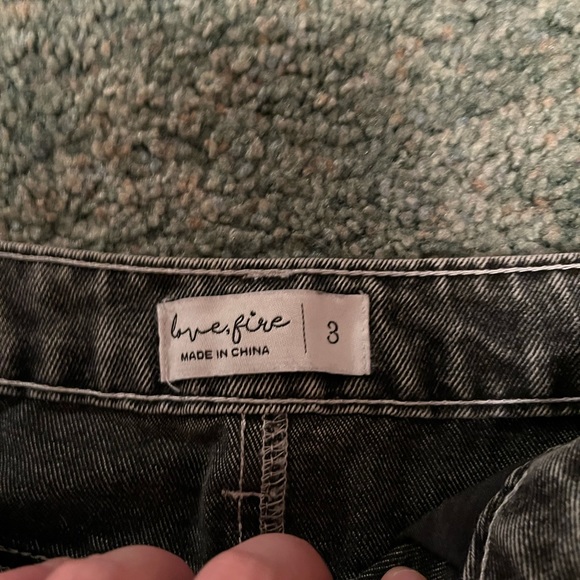 love, fire
MADE IN CHINA
3